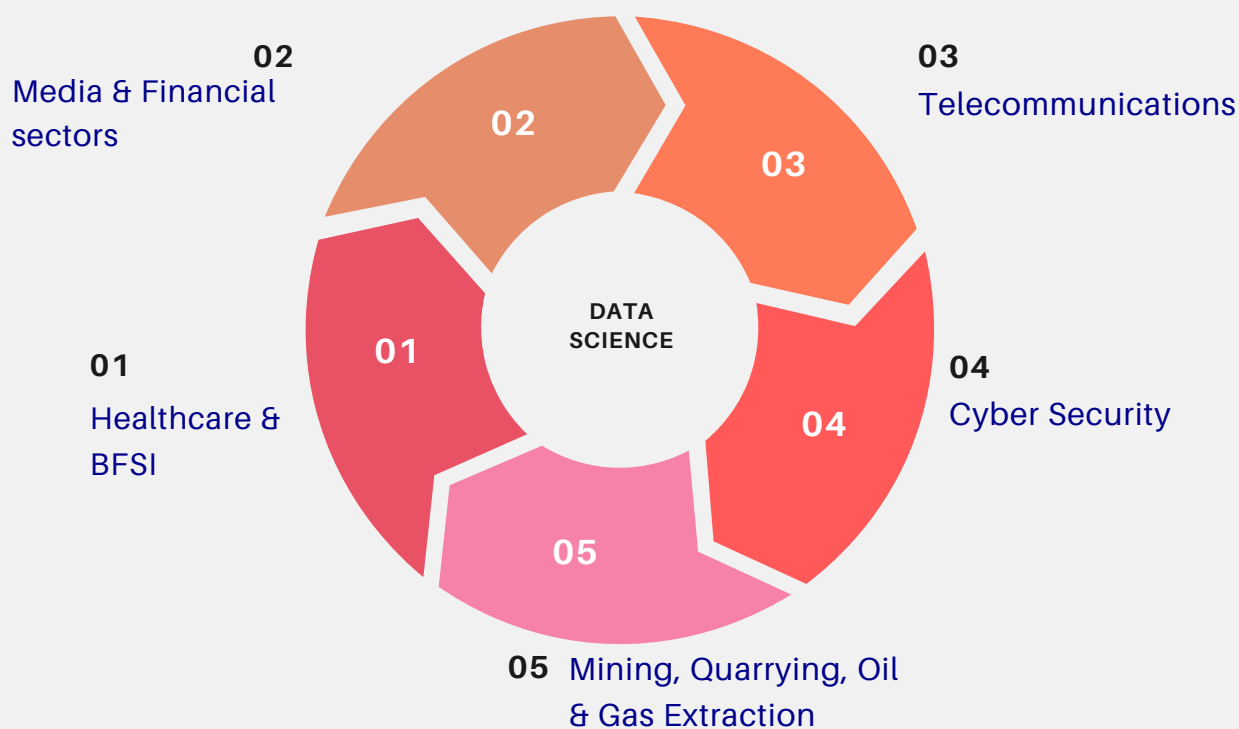 02
Media & Financial
sectors
03
Telecommunications
02
03
DATA
SCIENCE
01
01
Healthcare &
BFSI
04
Cyber Security
04
05
05
Mining, Quarrying, Oil
& Gas Extraction